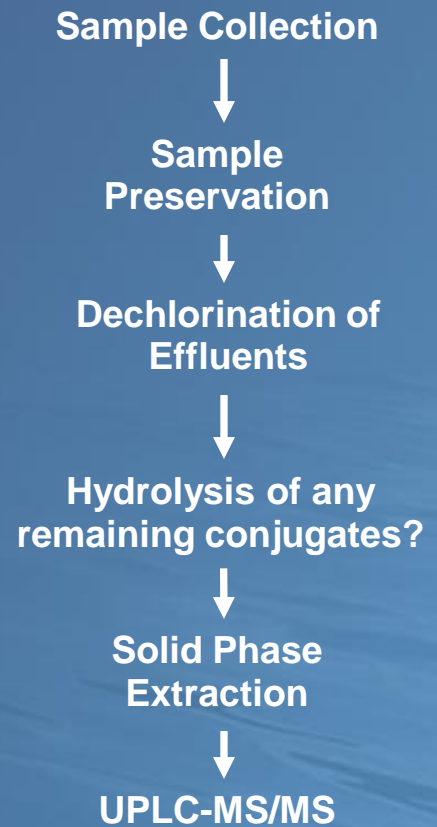 Sample Collection
Sample
Preservation
Dechlorination of
Effluents
Hydrolysis of any
remaining conjugates?
Solid Phase
Extraction
UPLC-MS/MS